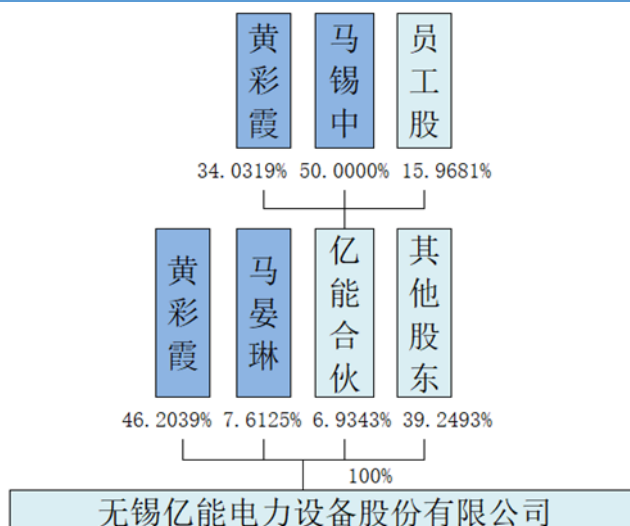 黄彩霞
马锡中
员工股
34.0319% 50.0000% 15.9681%
黄彩霞
马晏琳
亿能合伙
其他股东
46.2039% 7.6125% 6.9343% 39.2493%
100%
无锡亿能电力设备股份有限公司